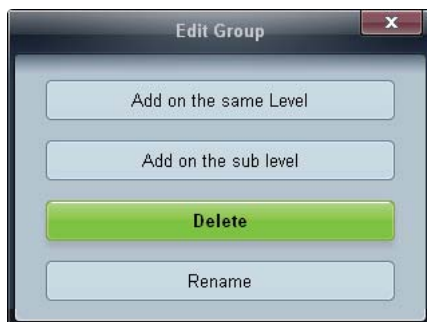 Edit Group
x
Add on the same Level
Add on the sub level
Delete
Rename